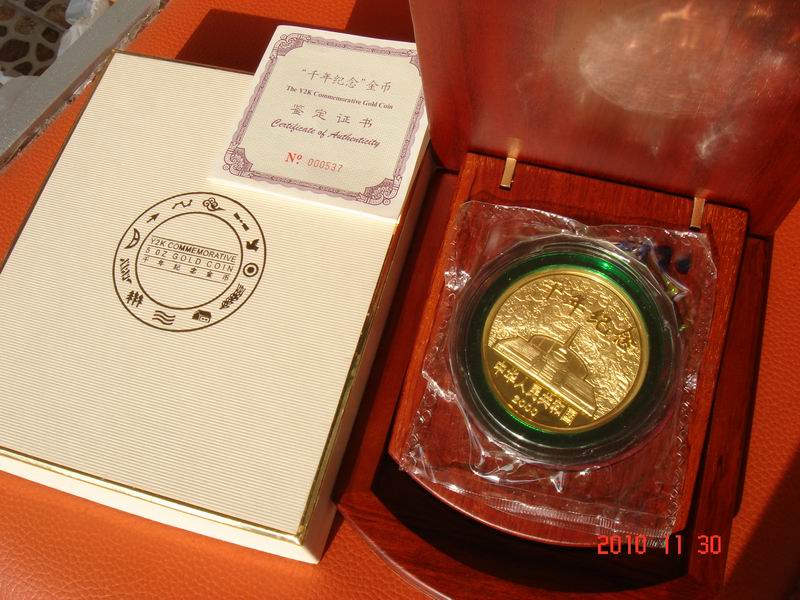 "千年纪念"金币
The Y2K Commemorative Gold Coin
鉴定证书
Certificate of Authenticity
Nº 000537
Y2K COMMEMORATIVE
5 OZ GOLD COIN
千年纪念金币
千年纪念
中华人民共和国
2000
2010 11 30